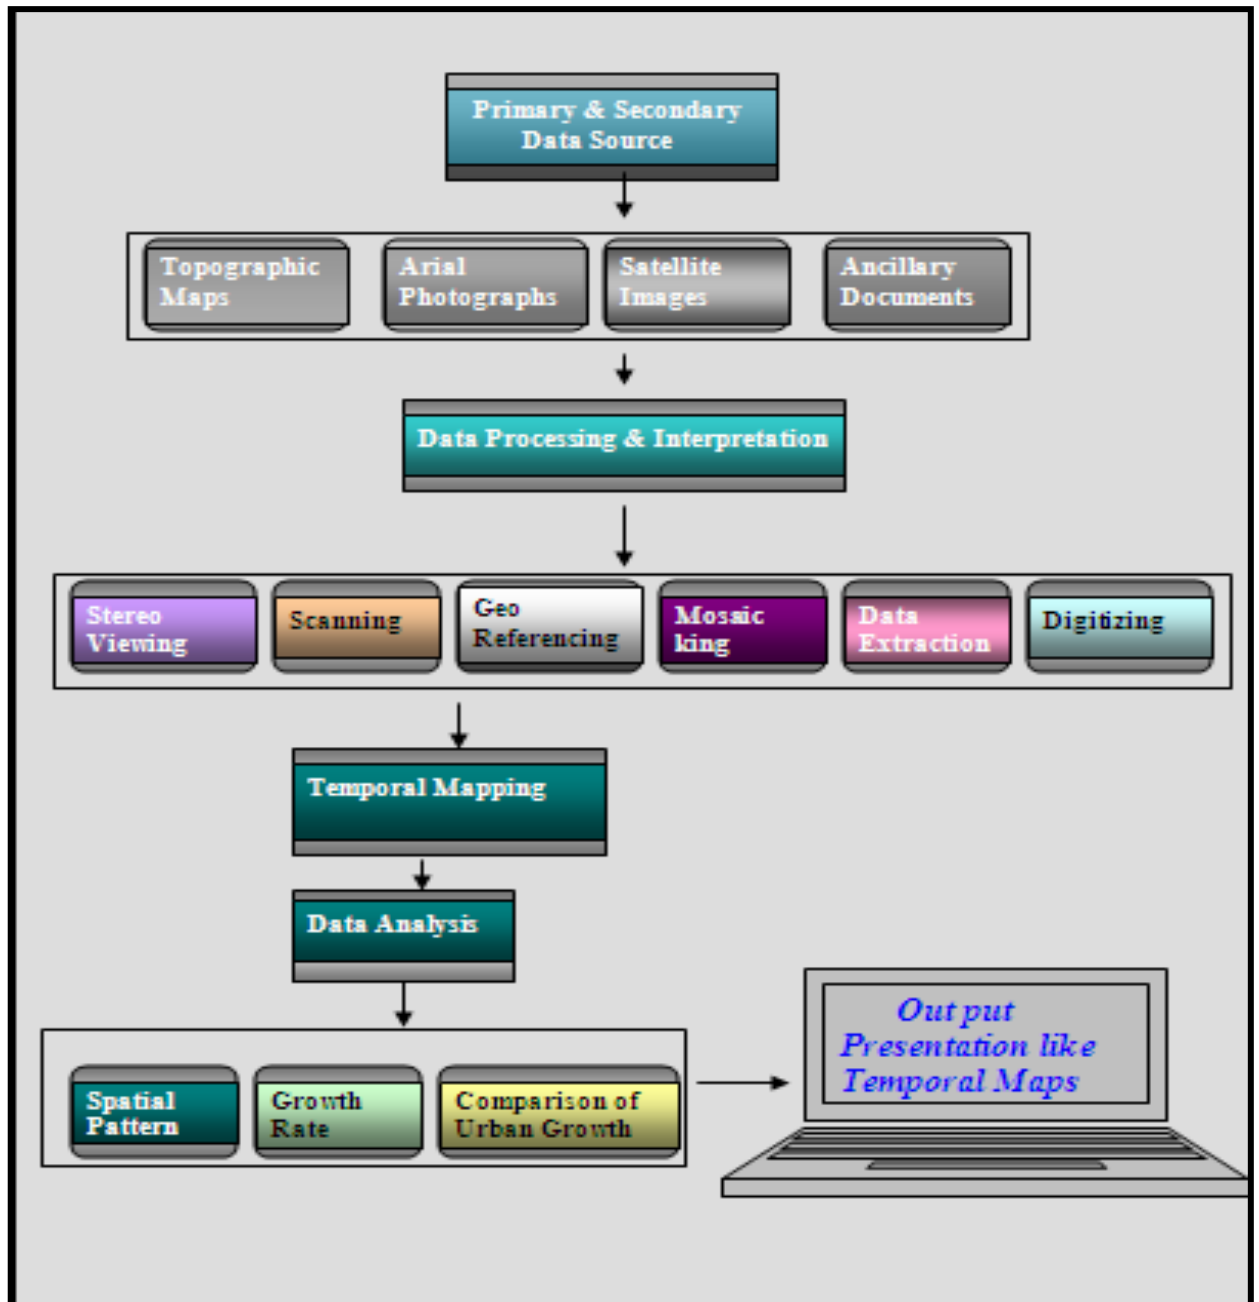 Primary & Secondary
Data Source
Topographic
Maps
Arial
Photographs
Satellite
Images
Ancillary
Documents
Data Processing & Interpretation
Stereo
Viewing
Scanning
Geo
Referencing
Mosaic
king
Data
Extraction
Digitizing
Temporal Mapping
Data Analysis
Spatial
Pattern
Growth
Rate
Comparison of
Urban Growth
Out put
Presentation like
Temporal Maps